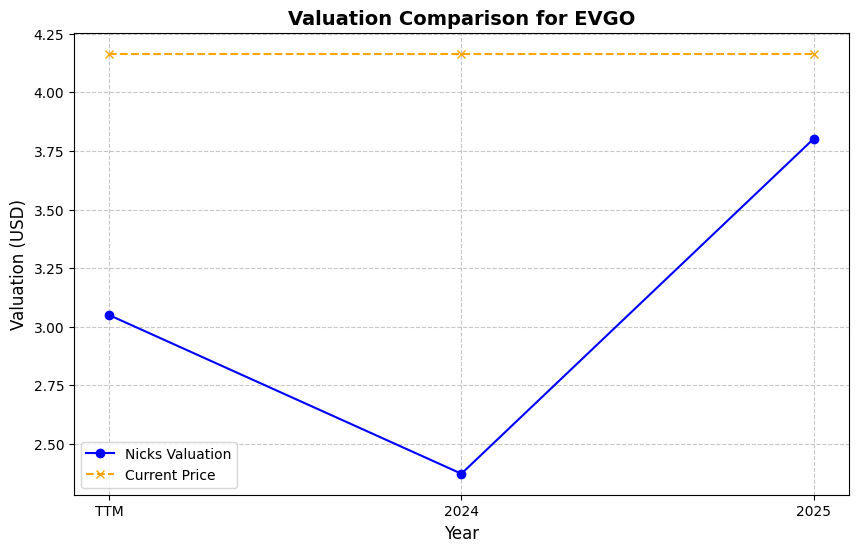 Valuation Comparison for EVGO
Valuation (USD)
4.25
4.00
3.75
3.50
3.25
3.00
2.75
2.50
Nicks Valuation
Current Price
TTM
2024
2025
Year